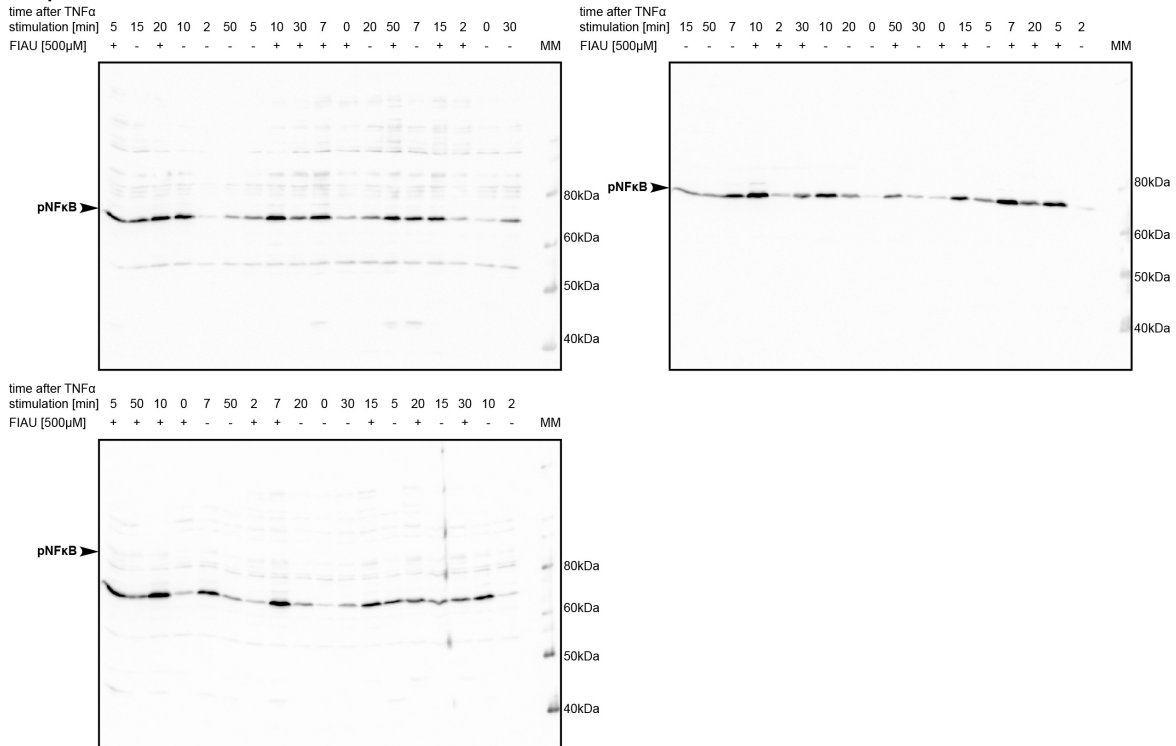 time after TNFα
stimulation [min] 5 15 20 10 2 50 5 10 30 7 0 20 50 7 15 2 0 30
FIAU [500µM] + - + - - - - + + + + - + - + + - - MM
pNFκB
80kDa
60kDa
50kDa
40kDa
time after TNFα
stimulation [min] 15 50 7 10 2 30 10 20 0 50 30 0 15 5 7 20 5 2
FIAU [500µM] - - - + + + - - - + - + + - + + + - MM
pNFκB
80kDa
60kDa
50kDa
40kDa
time after TNFα
stimulation [min] 5 50 10 0 7 50 2 7 20 0 30 15 5 20 15 30 10 2
FIAU [500µM] + + + + - - + + - - - + - + - + - - MM
pNFκB
80kDa
60kDa
50kDa
40kDa